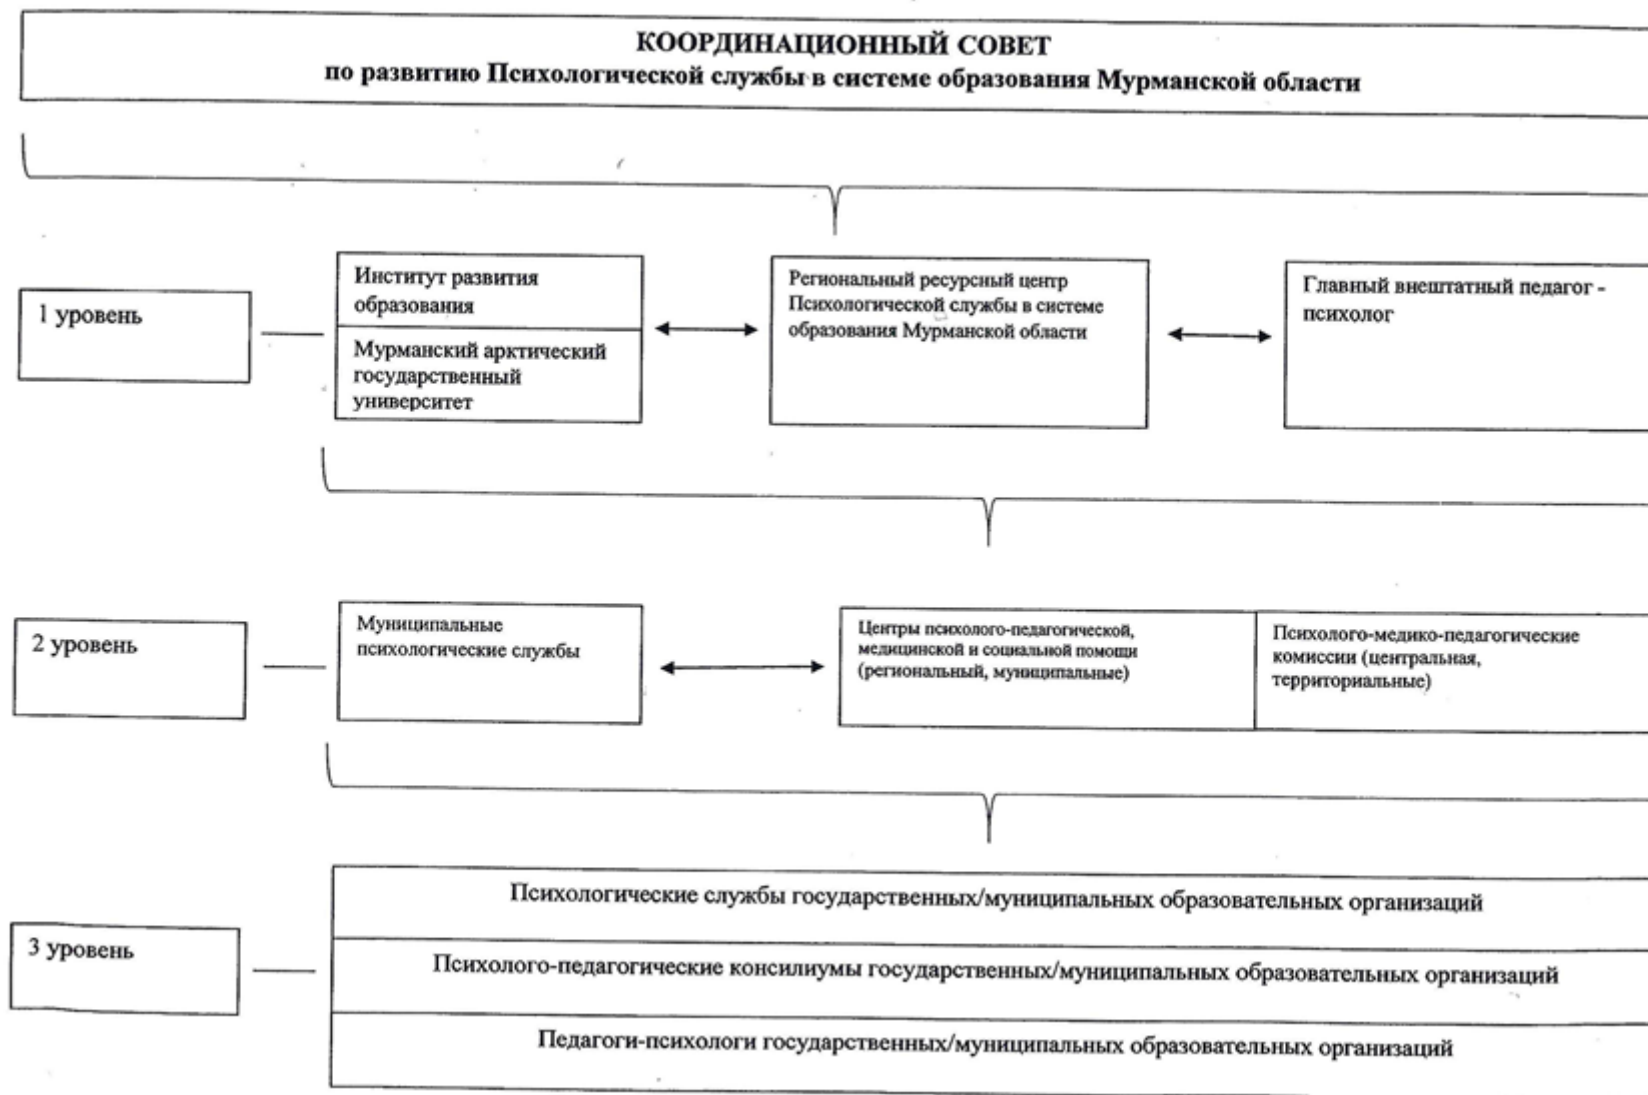 КООРДИНАЦИОННЫЙ СОВЕТ
по развитию Психологической службы в системе образования Мурманской области
1 уровень
Институт развития
образования
Мурманский арктический
государственный
университет
Региональный ресурсный центр
Психологической службы в системе
образования Мурманской области
Главный внештатный педагог -
психолог
2 уровень
Муниципальные
психологические службы
Центры психолого-педагогической,
медицинской и социальной помощи
(региональный, муниципальные)
Психолого-медико-педагогические
комиссии (центральная,
территориальные)
3 уровень
Психологические службы государственных/муниципальных образовательных организаций
Психолого-педагогические консилиумы государственных/муниципальных образовательных организаций
Педагоги-психологи государственных/муниципальных образовательных организаций